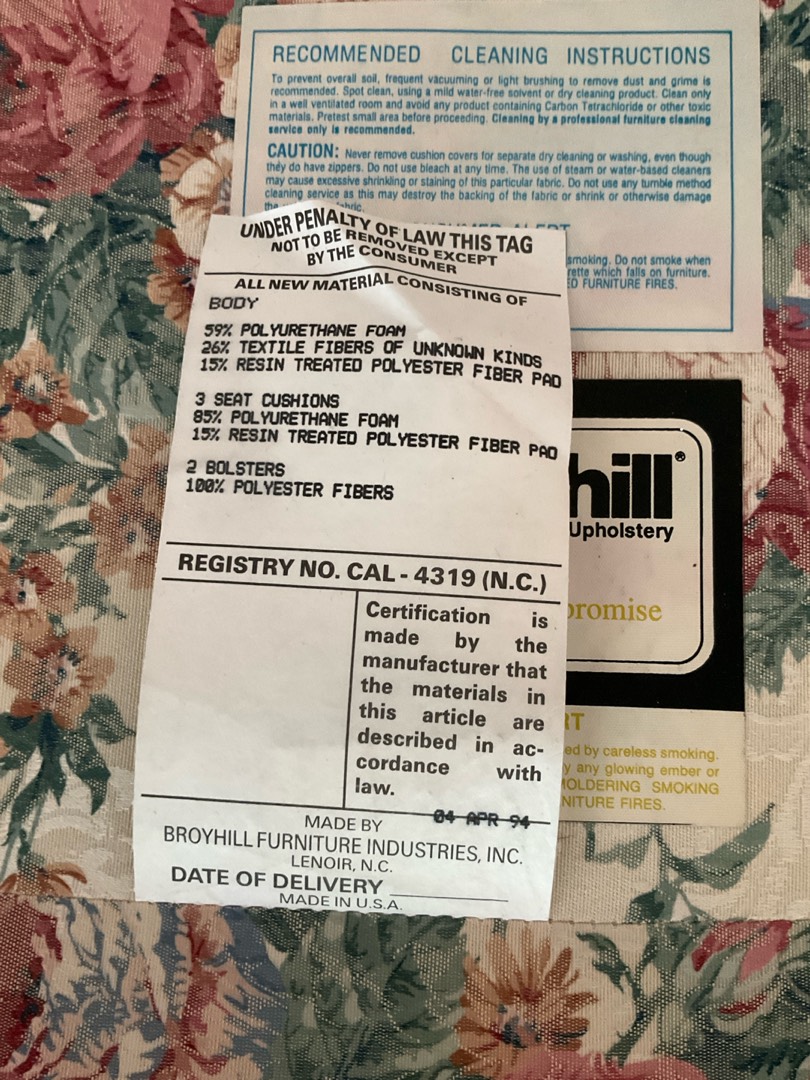 RECOMMENDED CLEANING INSTRUCTIONS
To prevent overall soil, frequent vacuuming or light brushing to remove dust and grime is
recommended. Spot clean, using a mild water-free solvent or dry cleaning product. Clean only
in a well ventilated room and avoid any product containing Carbon Tetrachloride or other toxic
materials. Pretest small area before proceeding. Cleaning by a professional furniture cleaning
service only is recommended.
CAUTION: Never remove cushion covers for separate dry cleaning or washing, even though
they do have zippers. Do not use bleach at any time. The use of steam or water-based cleaners
may cause excessive shrinking or staining of this particular fabric. Do not use any tumble method
cleaning service as this may destroy the backing of the fabric or shrink or otherwise damage
the
smoking. Do not smoke when
which falls on furniture.
FURNITURE FIRES.
UNDER PENALTY OF LAW THIS TAG
NOT TO BE REMOVED EXCEPT
BY THE CONSUMER
ALL NEW MATERIAL CONSISTING OF
BODY
59% POLYURETHANE FOAM
26% TEXTILE FIBERS OF UNKNOWN KINDS
15% RESIN TREATED POLYESTER FIBER PAD
3 SEAT CUSHIONS
85% POLYURETHANE FOAM
15% RESIN TREATED POLYESTER FIBER PAD
2 BOLSTERS
100% POLYESTER FIBERS
REGISTRY NO. CAL - 4319 (N.C.)
Certification is
made by the
manufacturer that
the materials in
this article are
described in ac-
cordance with
law.
04 APR 94
MADE BY
BROYHILL FURNITURE INDUSTRIES, INC.
LENOIR, N.C.
DATE OF DELIVERY
MADE IN U.S.A.
hill®
Upholstery
promise
RT
ed by careless smoking.
y any glowing ember or
MOLDERING SMOKING
NITURE FIRES.